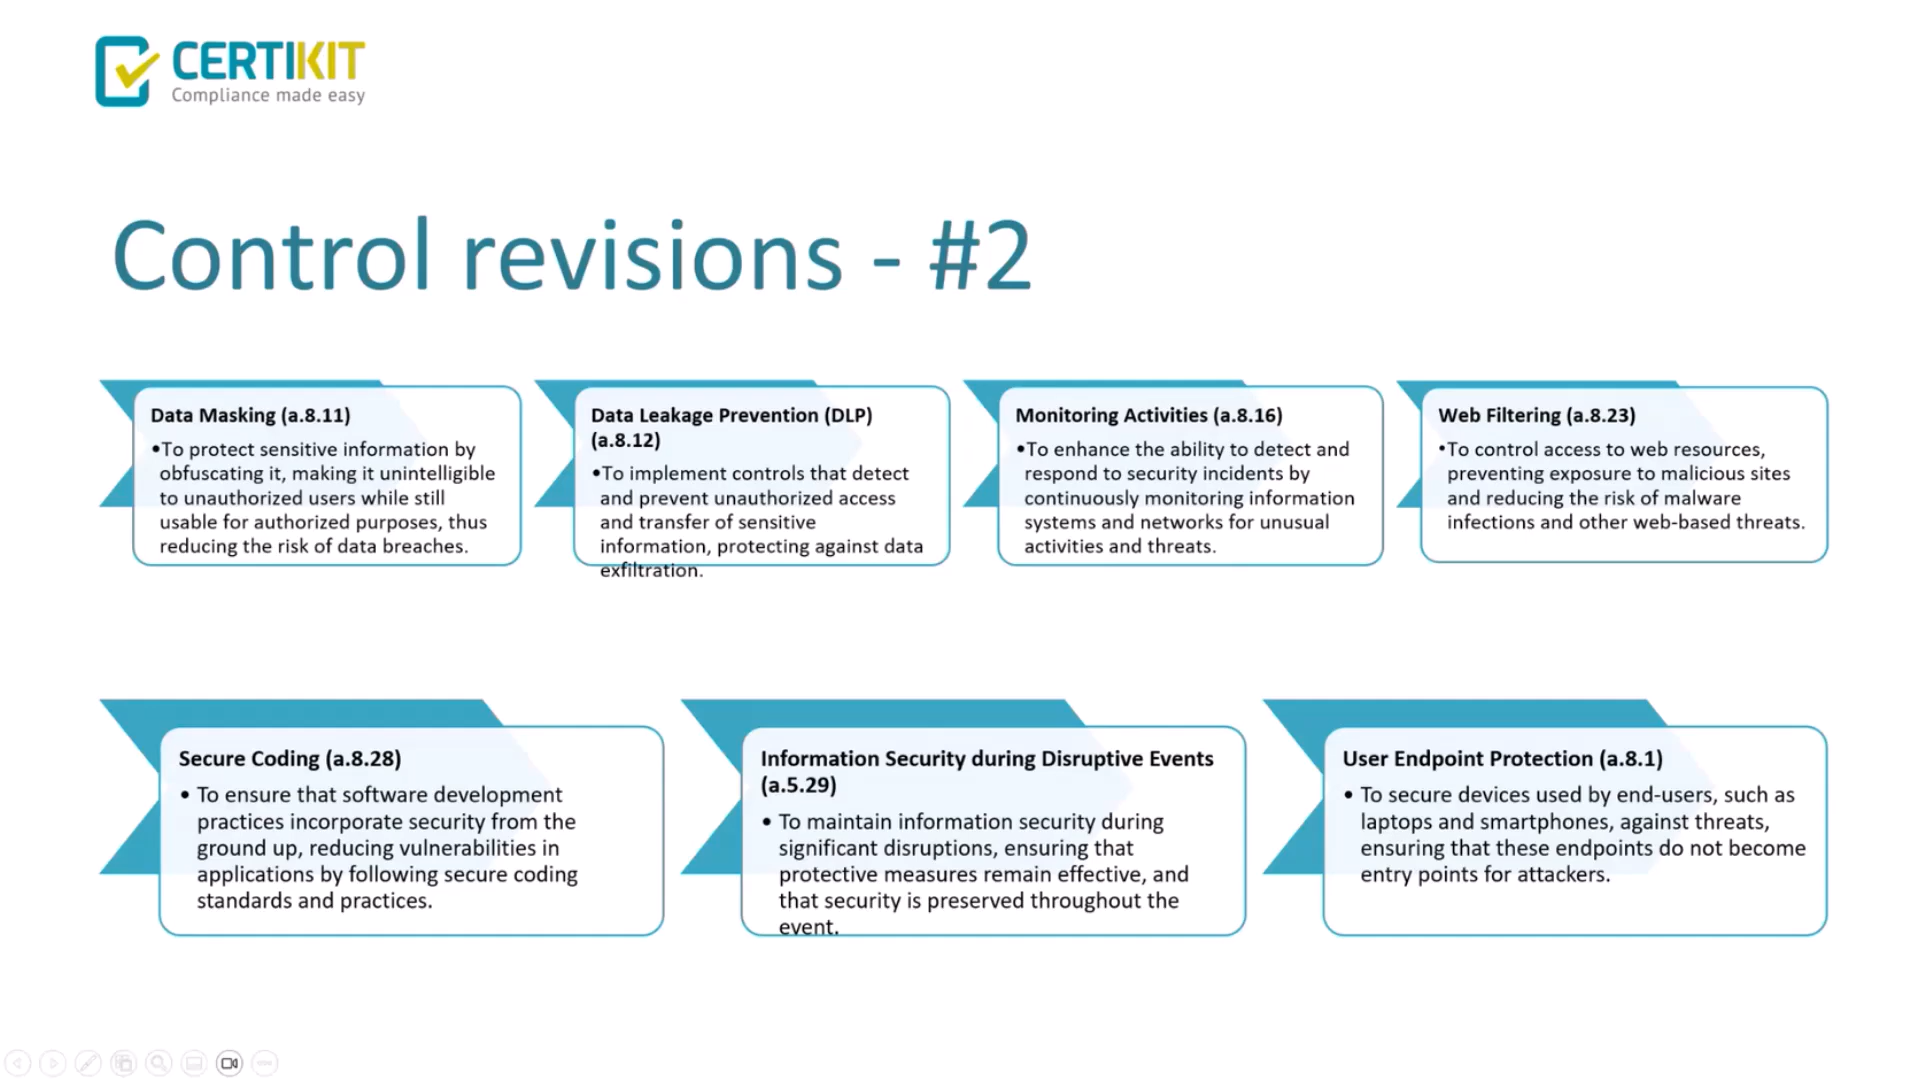 CERTIKIT
Compliance made easy
Control revisions - #2
Data Masking (a.8.11)
•To protect sensitive information by
obfuscating it, making it unintelligible
to unauthorized users while still
usable for authorized purposes, thus
reducing the risk of data breaches.
Data Leakage Prevention (DLP)
(a.8.12)
•To implement controls that detect
and prevent unauthorized access
and transfer of sensitive
information, protecting against data
exfiltration.
Monitoring Activities (a.8.16)
•To enhance the ability to detect and
respond to security incidents by
continuously monitoring information
systems and networks for unusual
activities and threats.
Web Filtering (a.8.23)
•To control access to web resources,
preventing exposure to malicious sites
and reducing the risk of malware
infections and other web-based threats.
Secure Coding (a.8.28)
• To ensure that software development
practices incorporate security from the
ground up, reducing vulnerabilities in
applications by following secure coding
standards and practices.
Information Security during Disruptive Events
(a.5.29)
• To maintain information security during
significant disruptions, ensuring that
protective measures remain effective, and
that security is preserved throughout the
event.
User Endpoint Protection (a.8.1)
• To secure devices used by end-users, such as
laptops and smartphones, against threats,
ensuring that these endpoints do not become
entry points for attackers.